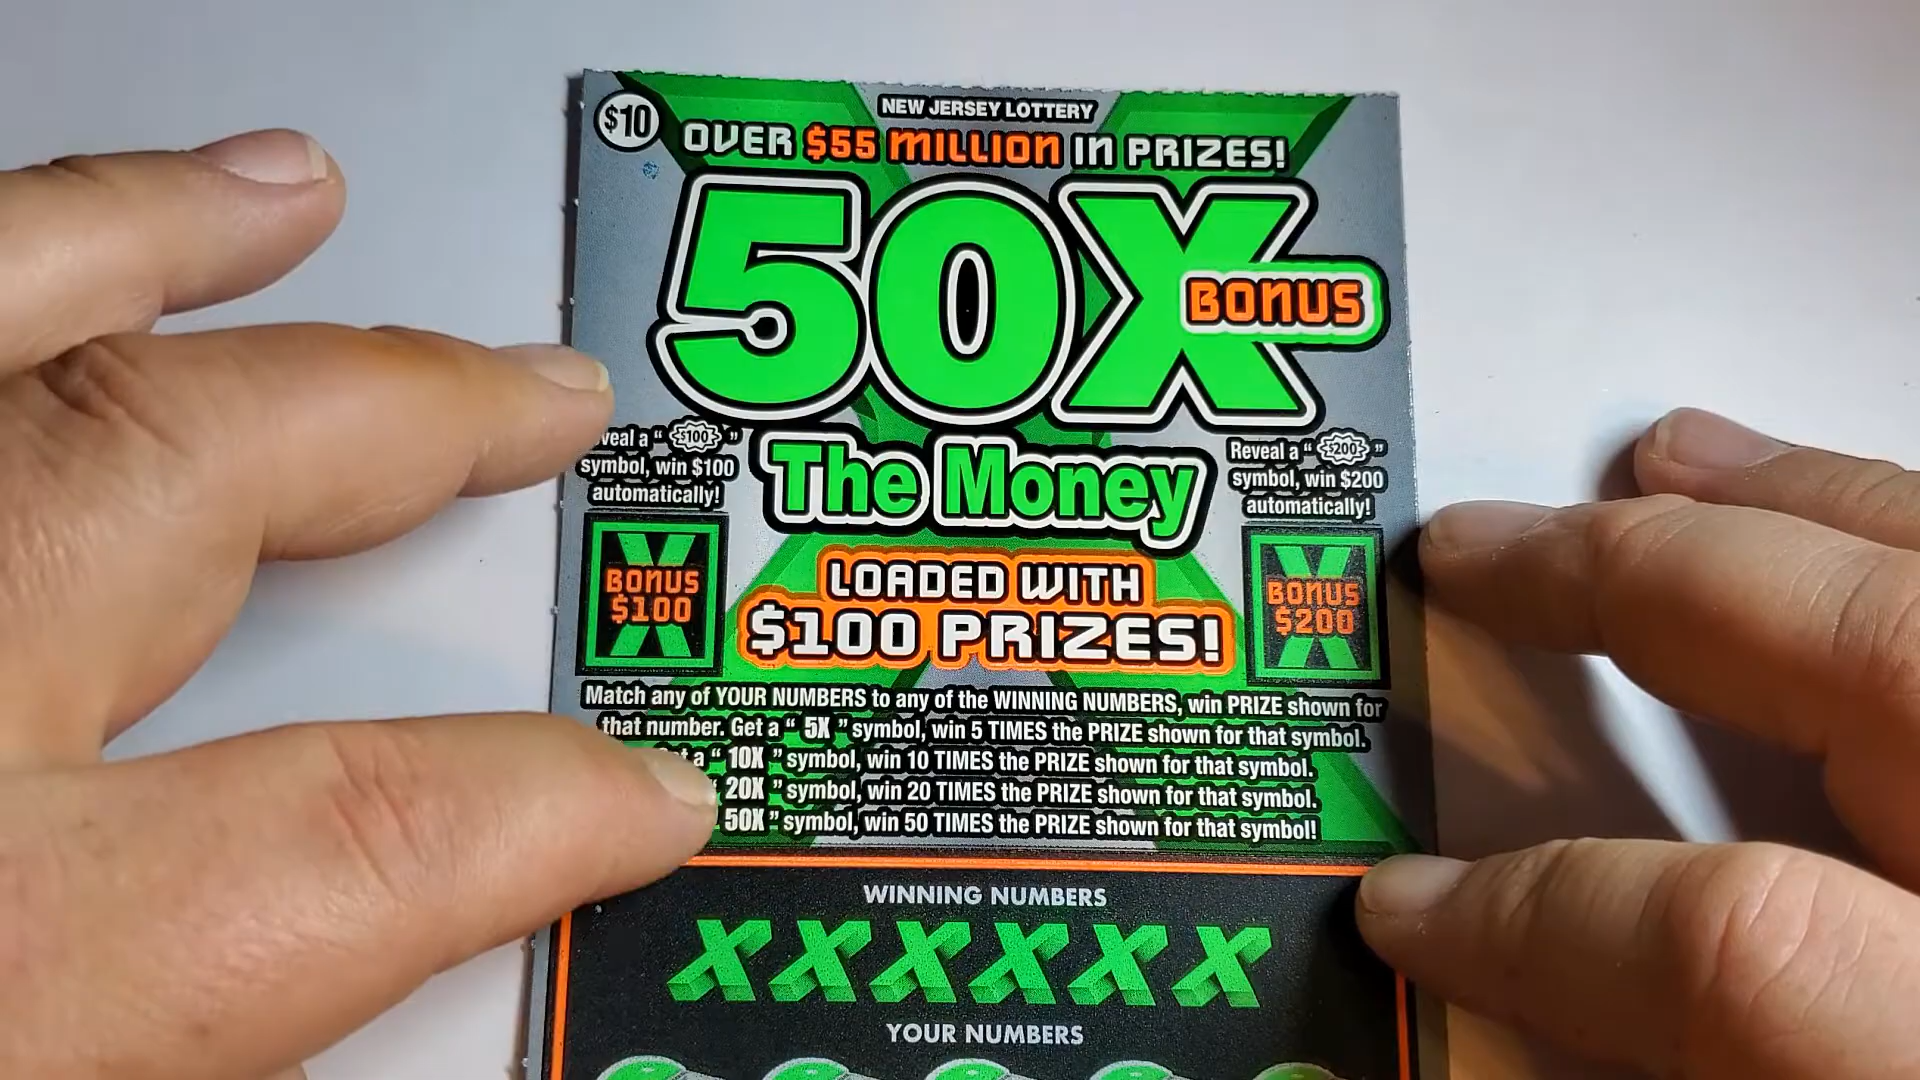 $10
NEW JERSEY LOTTERY
OVER $55 MILLION IN PRIZES!
50X
BONUS
The Money
"$100"
symbol, win $100
automatically!
BONUS
$100
Reveal a "$200"
symbol, win $200
automatically!
BONUS
$200
LOADED WITH
$100 PRIZES!
Match any of YOUR NUMBERS to any of the WINNING NUMBERS, win PRIZE shown for
that number. Get a "5X" symbol, win 5 TIMES the PRIZE shown for that symbol.
a "10X" symbol, win 10 TIMES the PRIZE shown for that symbol.
20X" symbol, win 20 TIMES the PRIZE shown for that symbol.
50X" symbol, win 50 TIMES the PRIZE shown for that symbol!
WINNING NUMBERS
X X X X X X
YOUR NUMBERS